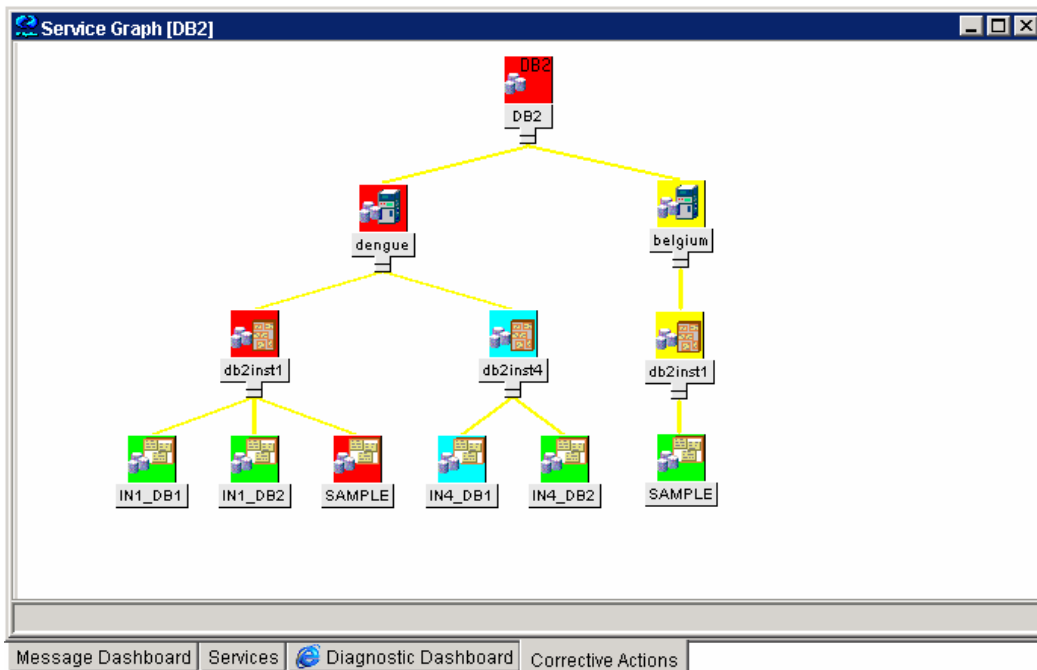 Service Graph [DB2]
DB2
DB2
dengue
belgium
db2inst1
db2inst4
db2inst1
IN1_DB1
IN1_DB2
SAMPLE
IN4_DB1
IN4_DB2
SAMPLE
Message Dashboard
Services
Diagnostic Dashboard
Corrective Actions